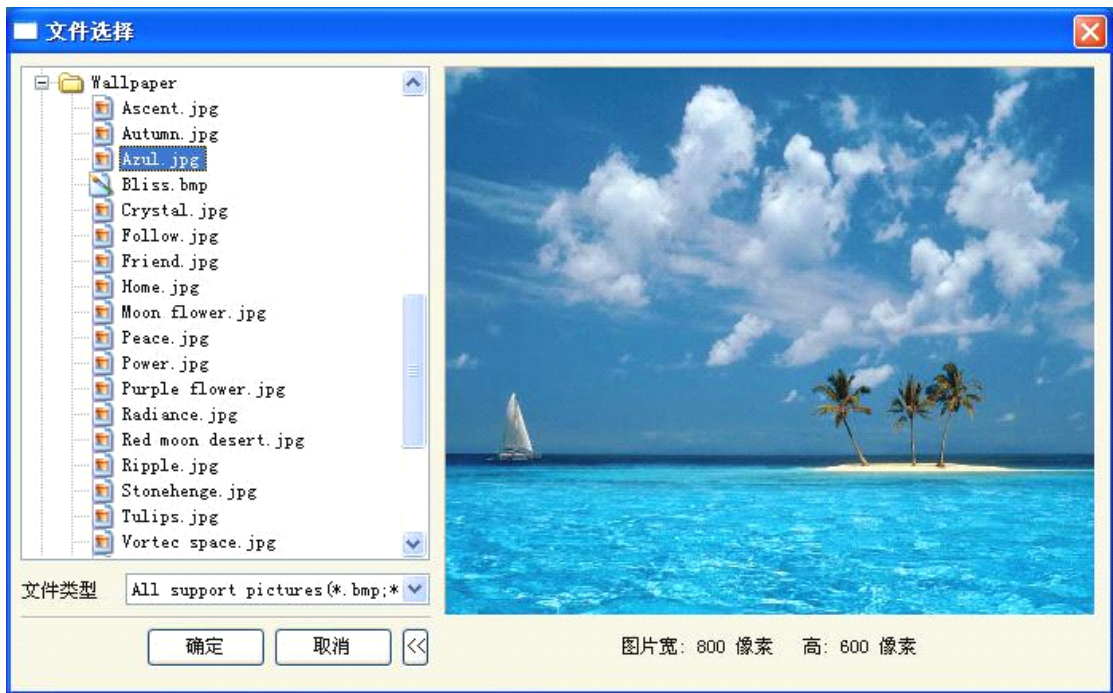 文件选择
Wallpaper
Ascent.jpg
Autumn.jpg
Azul.jpg
Bliss.bmp
Crystal.jpg
Follow.jpg
Friend.jpg
Home.jpg
Moon flower.jpg
Peace.jpg
Power.jpg
Purple flower.jpg
Radiance.jpg
Red moon desert.jpg
Ripple.jpg
Stonehenge.jpg
Tulips.jpg
Vortec space.jpg
文件类型 All support pictures(*.bmp;*
确定 取消 << 图片宽: 800 像素 高: 600 像素